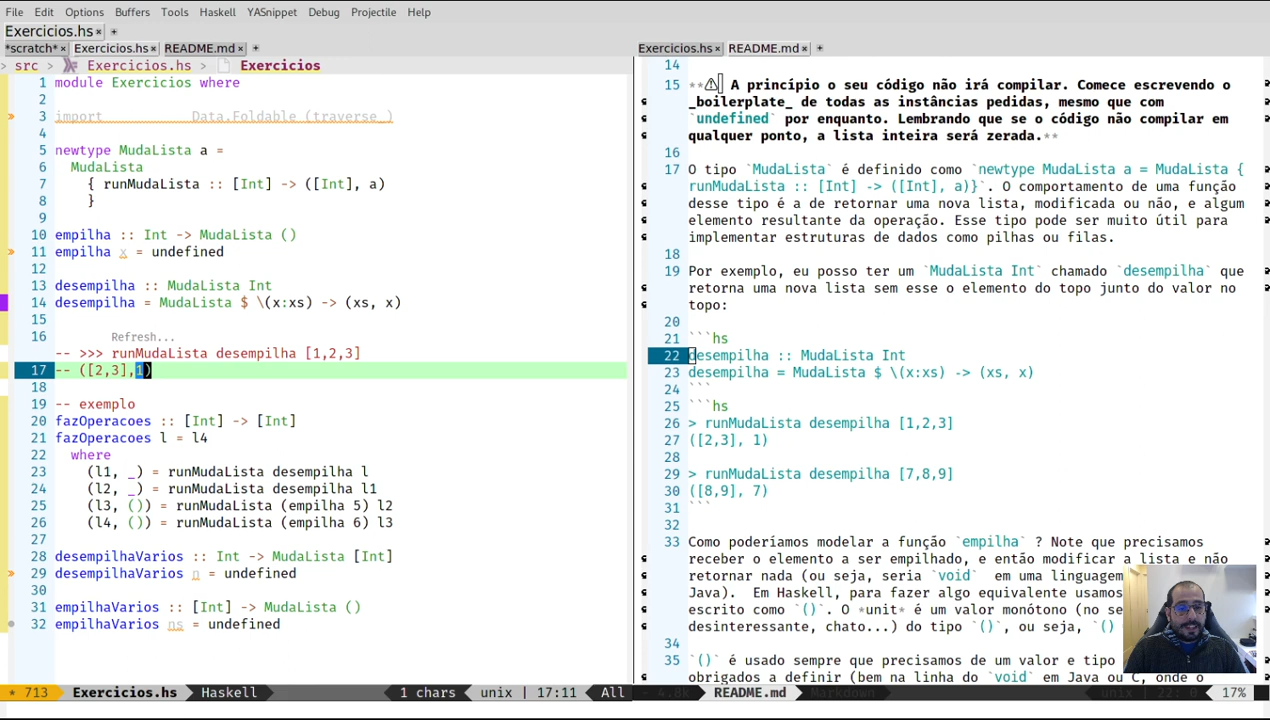 File Edit Options Buffers Tools Haskell YASnippet Debug Projectile Help
Exercicios.hs × +
*scratch* × Exercicios.hs × README.md × +
> src > Exercicios.hs > Exercicios
1 module Exercicios where
2
3 import Data.Foldable (traverse_)
4
5 newtype MudaLista a =
6 MudaLista
7 { runMudaLista :: [Int] -> ([Int], a)
8 }
9
10 empilha :: Int -> MudaLista ()
11 empilha x = undefined
12
13 desempilha :: MudaLista Int
14 desempilha = MudaLista $ \(x:xs) -> (xs, x)
15
16 Refresh...
-- >>> runMudaLista desempilha [1,2,3]
17 -- ([2,3],1)
18
19 -- exemplo
20 fazOperacoes :: [Int] -> [Int]
21 fazOperacoes l = l4
22 where
23 (l1, _) = runMudaLista desempilha l
24 (l2, _) = runMudaLista desempilha l1
25 (l3, ()) = runMudaLista (empilha 5) l2
26 (l4, ()) = runMudaLista (empilha 6) l3
27
28 desempilhaVarios :: Int -> MudaLista [Int]
29 desempilhaVarios n = undefined
30
31 empilhaVarios :: [Int] -> MudaLista ()
32 empilhaVarios ns = undefined
* 713 Exercicios.hs Haskell 1 chars unix | 17:11 All
Exercicios.hs × README.md × +
14
15 **⚠ A princípio o seu código não irá compilar. Comece escrevendo o
_boilerplate_ de todas as instâncias pedidas, mesmo que com
`undefined` por enquanto. Lembrando que se o código não compilar em
qualquer ponto, a lista inteira será zerada.**
16
17 O tipo `MudaLista` é definido como `newtype MudaLista a = MudaLista {
runMudaLista :: [Int] -> ([Int], a)}`. O comportamento de uma função
desse tipo é a de retornar uma nova lista, modificada ou não, e algum
elemento resultante da operação. Esse tipo pode ser muito útil para
implementar estruturas de dados como pilhas ou filas.
18
19 Por exemplo, eu posso ter um `MudaLista Int` chamado `desempilha` que
retorna uma nova lista sem esse o elemento do topo junto do valor no
topo:
20
21 ```hs
22 desempilha :: MudaLista Int
23 desempilha = MudaLista $ \(x:xs) -> (xs, x)
24 ```
25 ```hs
26 > runMudaLista desempilha [1,2,3]
27 ([2,3], 1)
28
29 > runMudaLista desempilha [7,8,9]
30 ([8,9], 7)
31 ```
32
33 Como poderíamos modelar a função `empilha` ? Note que precisamos
receber o elemento a ser empilhado, e então modificar a lista e não
retornar nada (ou seja, seria `void` em uma linguagem
Java). Em Haskell, para fazer algo equivalente usamos
escrito como `()`. O *unit* é um valor monótono (no se
desinteressante, chato...) do tipo `()`, ou seja, `()
34
35 `()` é usado sempre que precisamos de um valor e tipo
obrigados a definir (bem na linha do `void` em Java ou C, onde o
- 4.8k README.md Markdown unix | 22: 0 17%